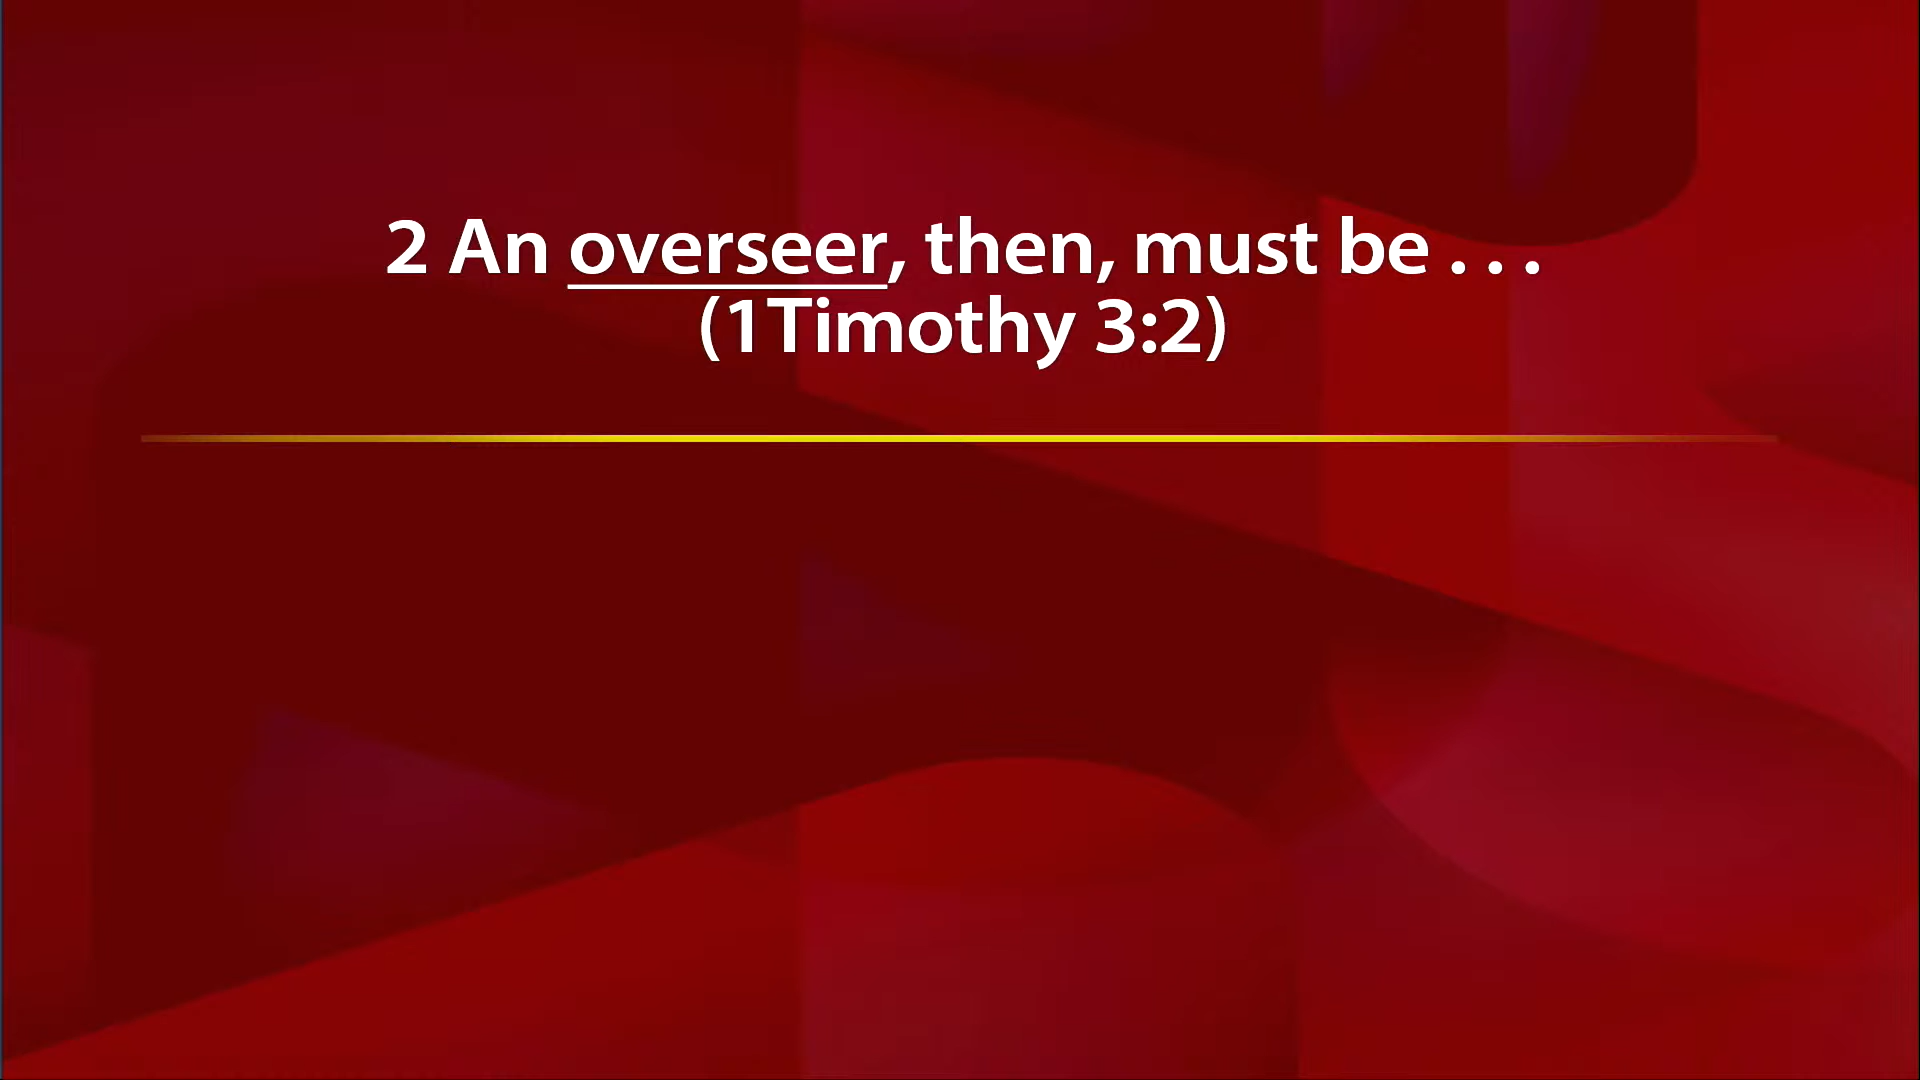 2 An overseer, then, must be . . .
(1Timothy 3:2)